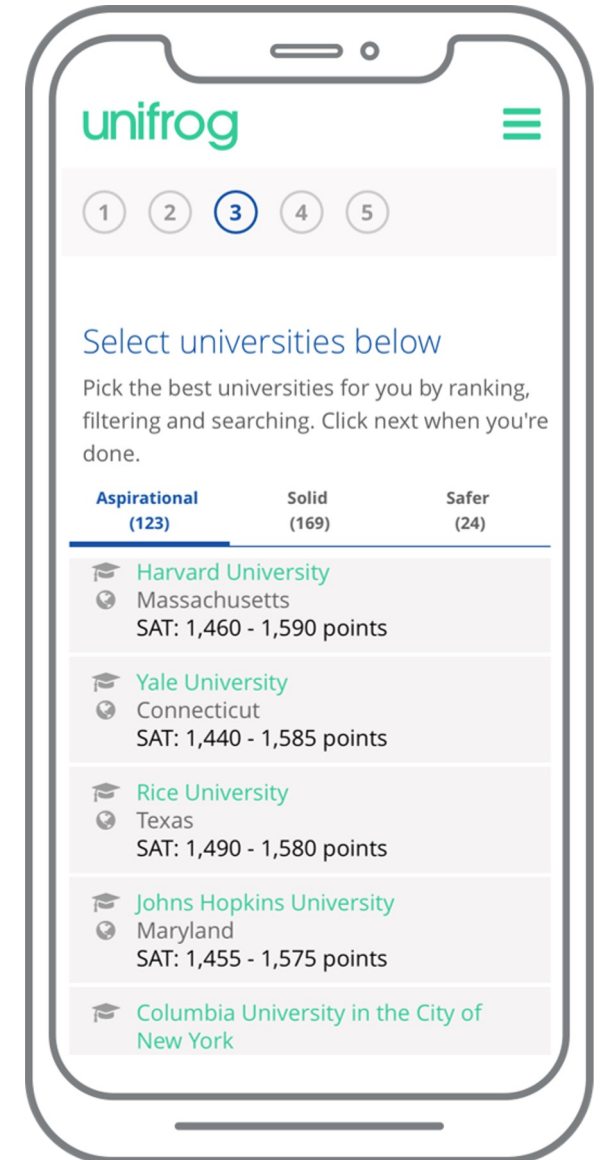 unifrog
1 2 3 4 5
Select universities below
Pick the best universities for you by ranking,
filtering and searching. Click next when you're
done.
Aspirational Solid Safer
(123) (169) (24)
Harvard University
Massachusetts
SAT: 1,460 - 1,590 points
Yale University
Connecticut
SAT: 1,440 - 1,585 points
Rice University
Texas
SAT: 1,490 - 1,580 points
Johns Hopkins University
Maryland
SAT: 1,455 - 1,575 points
Columbia University in the City of
New York